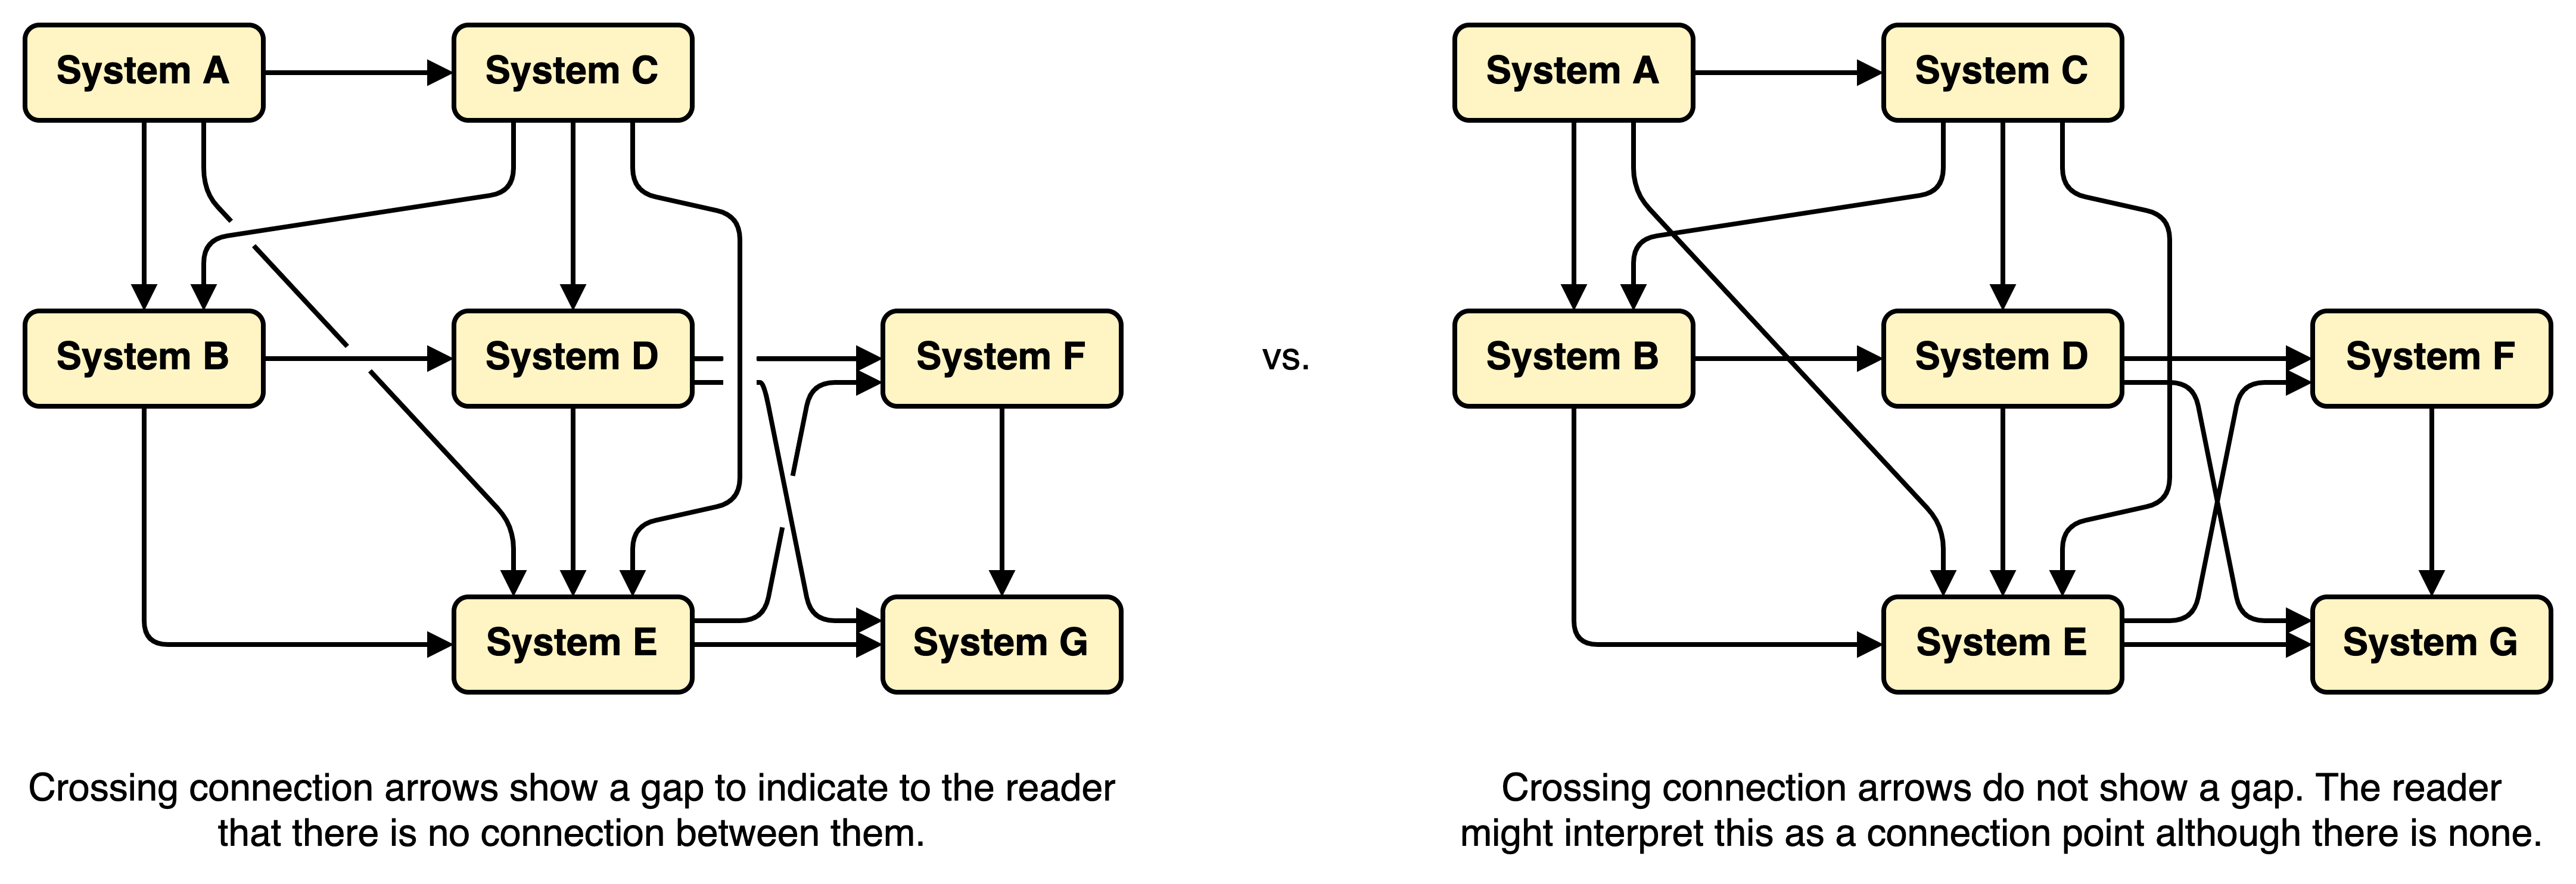 System A
System C
System B
System D
System F
System E
System G
Crossing connection arrows show a gap to indicate to the reader
that there is no connection between them.
vs.
System A
System C
System B
System D
System F
System E
System G
Crossing connection arrows do not show a gap. The reader
might interpret this as a connection point although there is none.